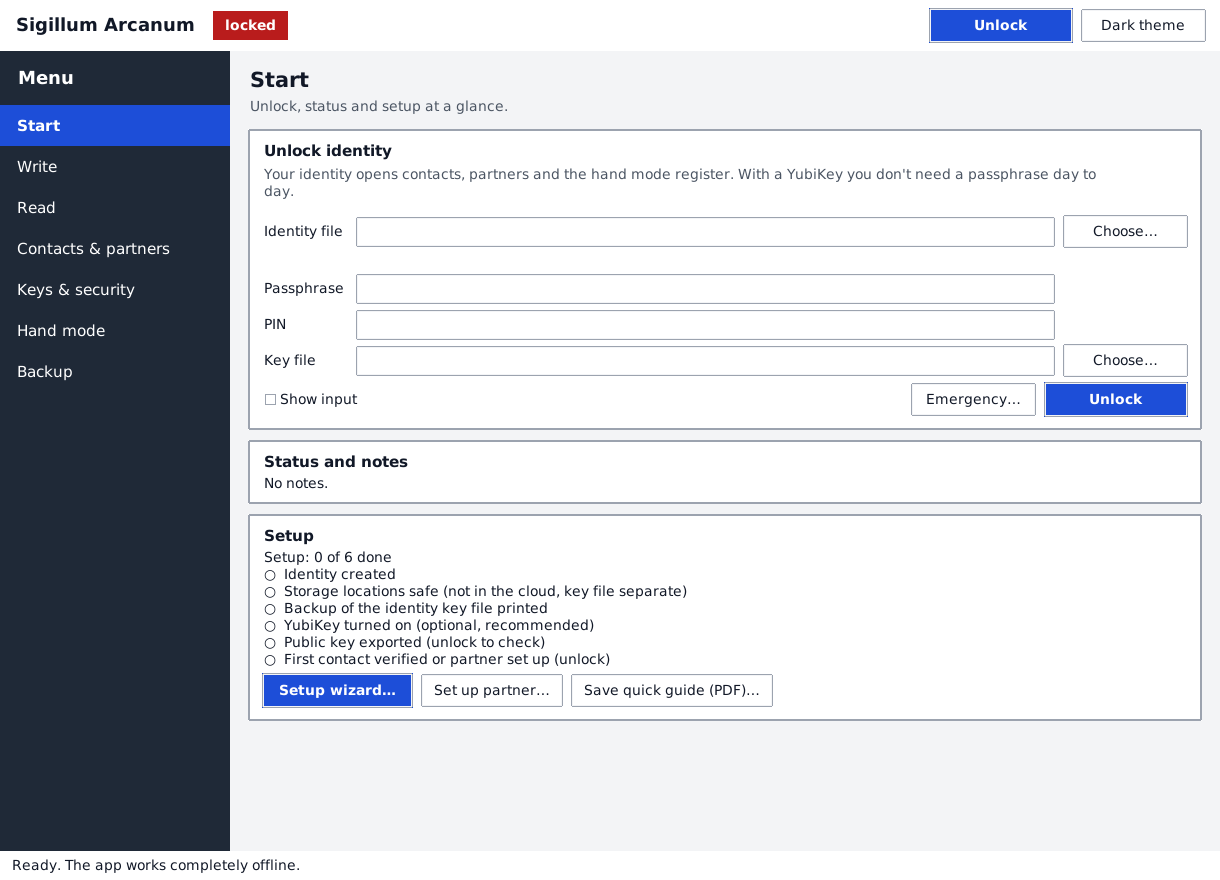 Sigillum Arcanum locked Unlock Dark theme
Menu
Start
Write
Read
Contacts & partners
Keys & security
Hand mode
Backup
Start
Unlock, status and setup at a glance.
Unlock identity
Your identity opens contacts, partners and the hand mode register. With a YubiKey you don't need a passphrase day to
day.
Identity file Choose...
Passphrase
PIN
Key file Choose...
Show input Emergency... Unlock
Status and notes
No notes.
Setup
Setup: 0 of 6 done
○ Identity created
○ Storage locations safe (not in the cloud, key file separate)
○ Backup of the identity key file printed
○ YubiKey turned on (optional, recommended)
○ Public key exported (unlock to check)
○ First contact verified or partner set up (unlock)
Setup wizard... Set up partner... Save quick guide (PDF)...
Ready. The app works completely offline.